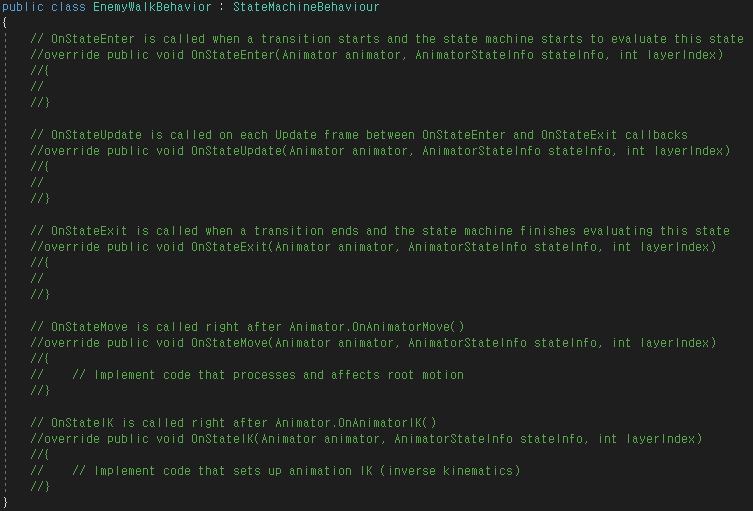 public class EnemyWalkBehavior : StateMachineBehaviour
{
    // OnStateEnter is called when a transition starts and the state machine starts to evaluate this state
    //override public void OnStateEnter(Animator animator, AnimatorStateInfo stateInfo, int layerIndex)
    //{
    //
    //}
    // OnStateUpdate is called on each Update frame between OnStateEnter and OnStateExit callbacks
    //override public void OnStateUpdate(Animator animator, AnimatorStateInfo stateInfo, int layerIndex)
    //{
    //
    //}
    // OnStateExit is called when a transition ends and the state machine finishes evaluating this state
    //override public void OnStateExit(Animator animator, AnimatorStateInfo stateInfo, int layerIndex)
    //{
    //
    //}
    // OnStateMove is called right after Animator.OnAnimatorMove()
    //override public void OnStateMove(Animator animator, AnimatorStateInfo stateInfo, int layerIndex)
    //{
    //    // Implement code that processes and affects root motion
    //}
    // OnStateIK is called right after Animator.OnAnimatorIK()
    //override public void OnStateIK(Animator animator, AnimatorStateInfo stateInfo, int layerIndex)
    //{
    //    // Implement code that sets up animation IK (inverse kinematics)
    //}
}